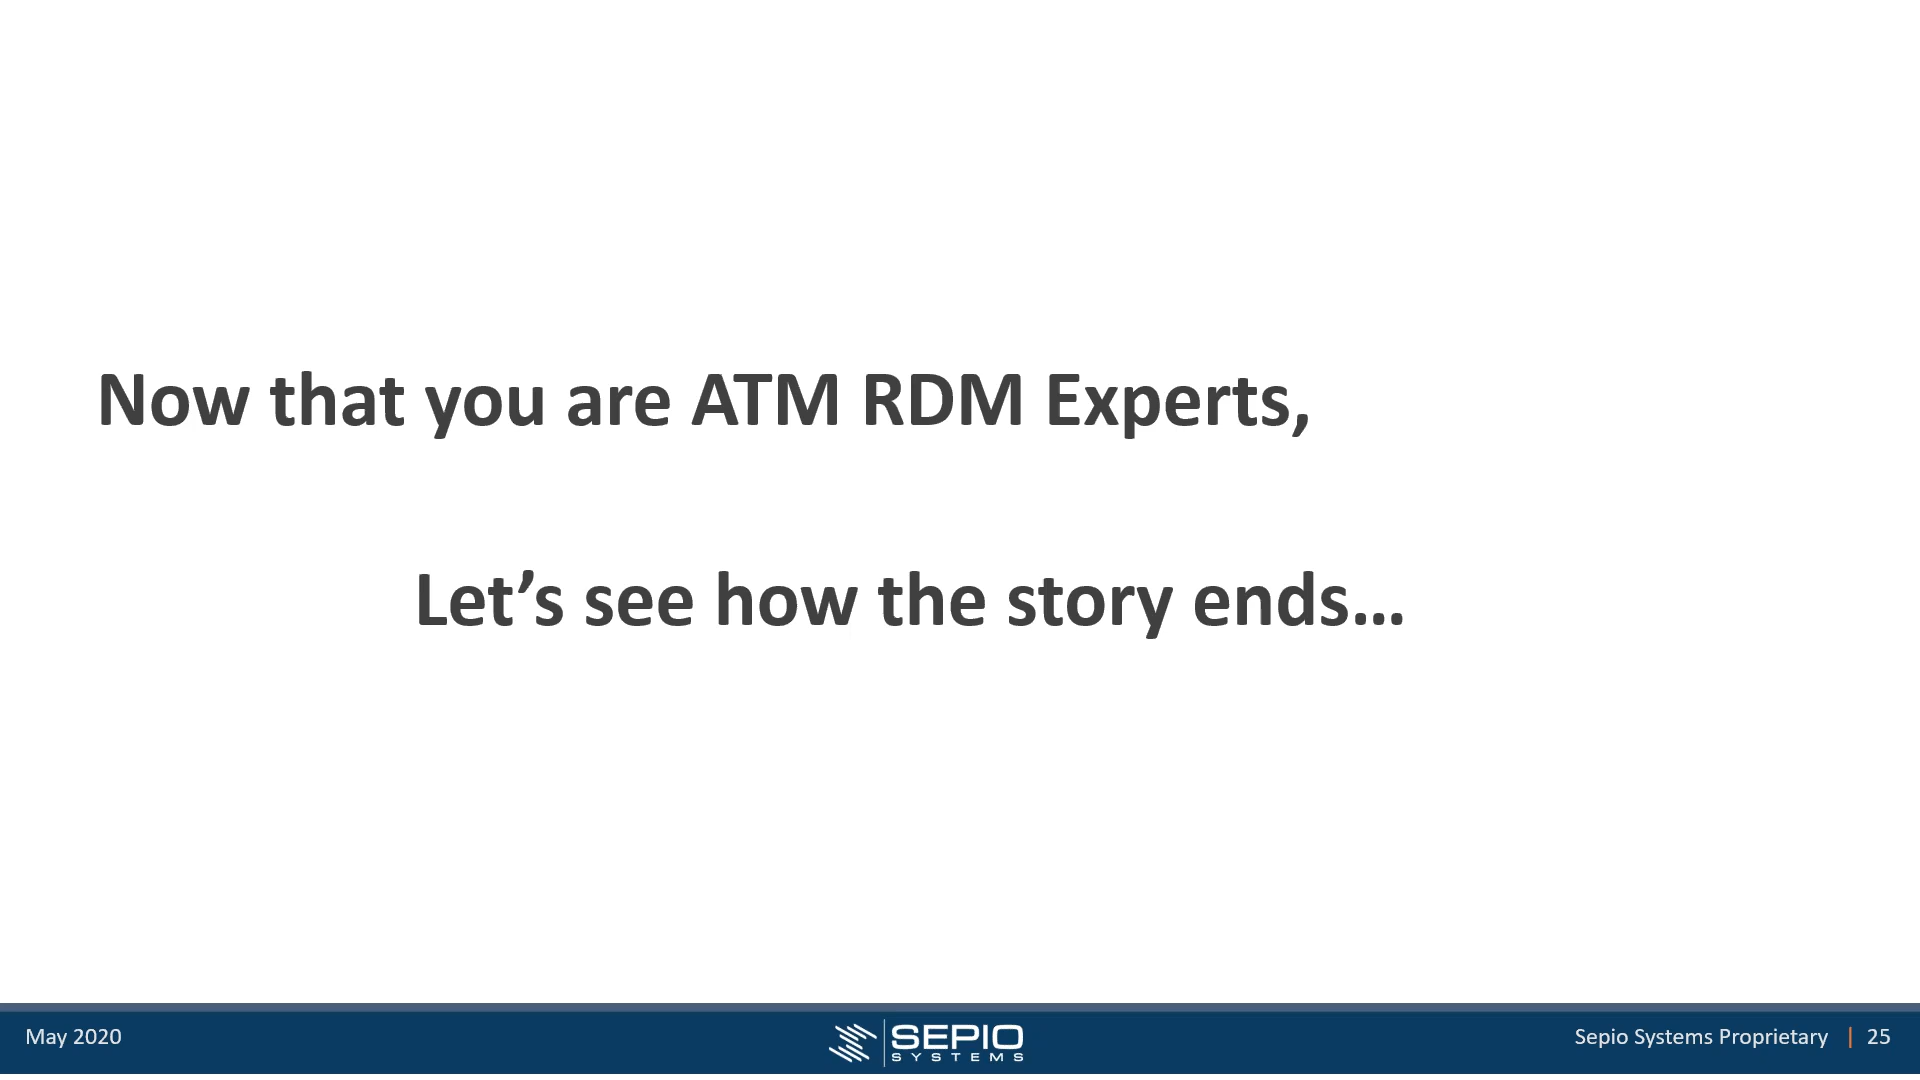 Now that you are ATM RDM Experts,
Let’s see how the story ends…
May 2020
SEPIO
SYSTEMS
Sepio Systems Proprietary | 25